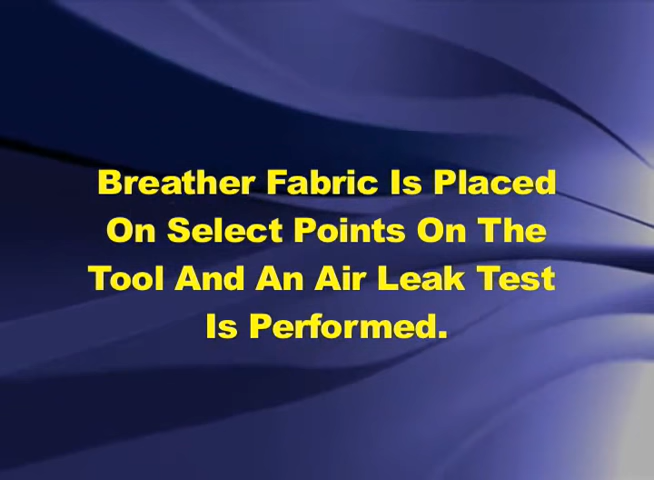 Breather Fabric Is Placed
On Select Points On The
Tool And An Air Leak Test
Is Performed.